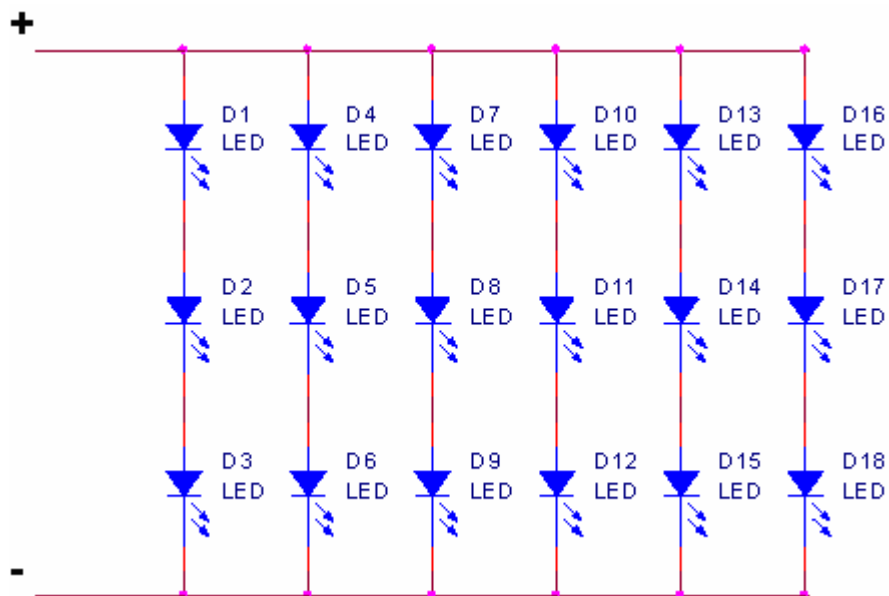 +
D1 D4 D7 D10 D13 D16
LED LED LED LED LED LED
D2 D5 D8 D11 D14 D17
LED LED LED LED LED LED
D3 D6 D9 D12 D15 D18
LED LED LED LED LED LED
-